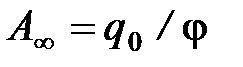 A∞ = q₀ / φ